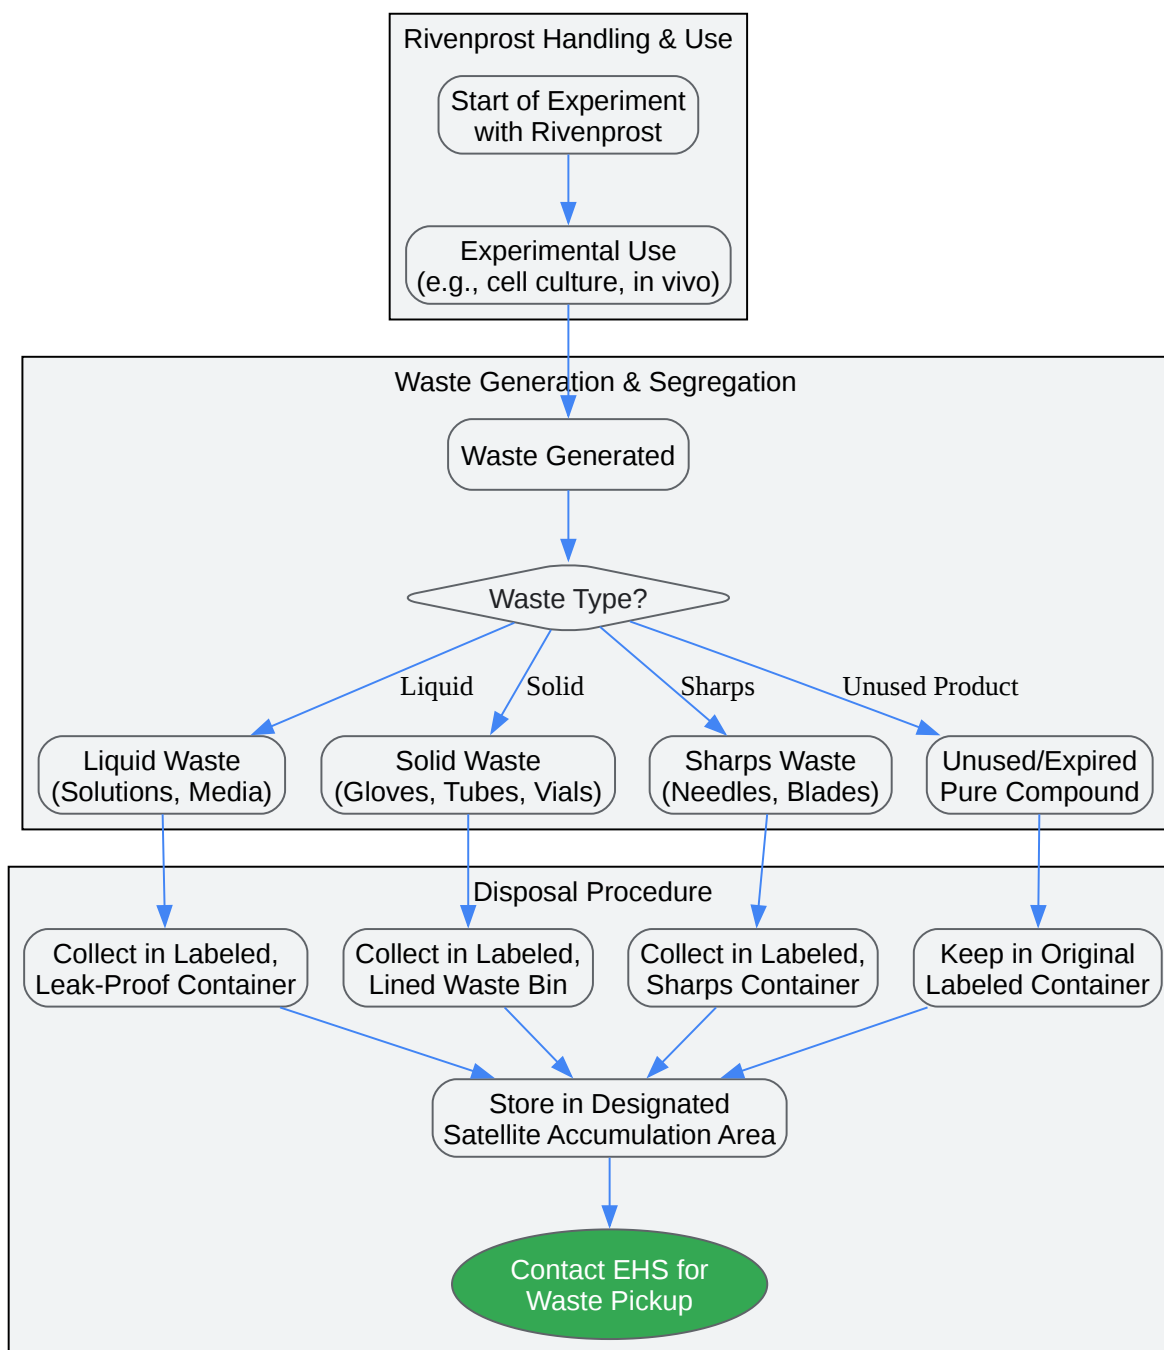 Rivenprost Handling & Use
Start of Experiment
with Rivenprost
Experimental Use
(e.g., cell culture, in vivo)
Waste Generation & Segregation
Waste Generated
Waste Type?
Liquid
Solid
Sharps
Unused Product
Liquid Waste
(Solutions, Media)
Solid Waste
(Gloves, Tubes, Vials)
Sharps Waste
(Needles, Blades)
Unused/Expired
Pure Compound
Disposal Procedure
Collect in Labeled,
Leak-Proof Container
Collect in Labeled,
Lined Waste Bin
Collect in Labeled,
Sharps Container
Keep in Original
Labeled Container
Store in Designated
Satellite Accumulation Area
Contact EHS for
Waste Pickup